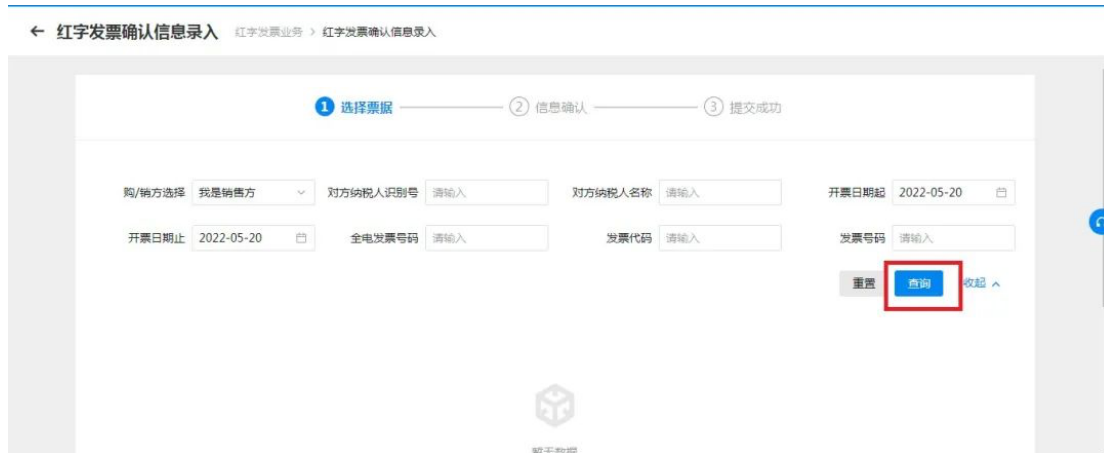 ← 红字发票确认信息录入 红字发票业务 > 红字发票确认信息录入
1 选择票据 2 信息确认 3 提交成功
购/销方选择 我是销售方 对方纳税人识别号 请输入 对方纳税人名称 请输入 开票日期起 2022-05-20
开票日期止 2022-05-20 全电发票号码 请输入 发票代码 请输入 发票号码 请输入
重置 查询 收起
暂无数据